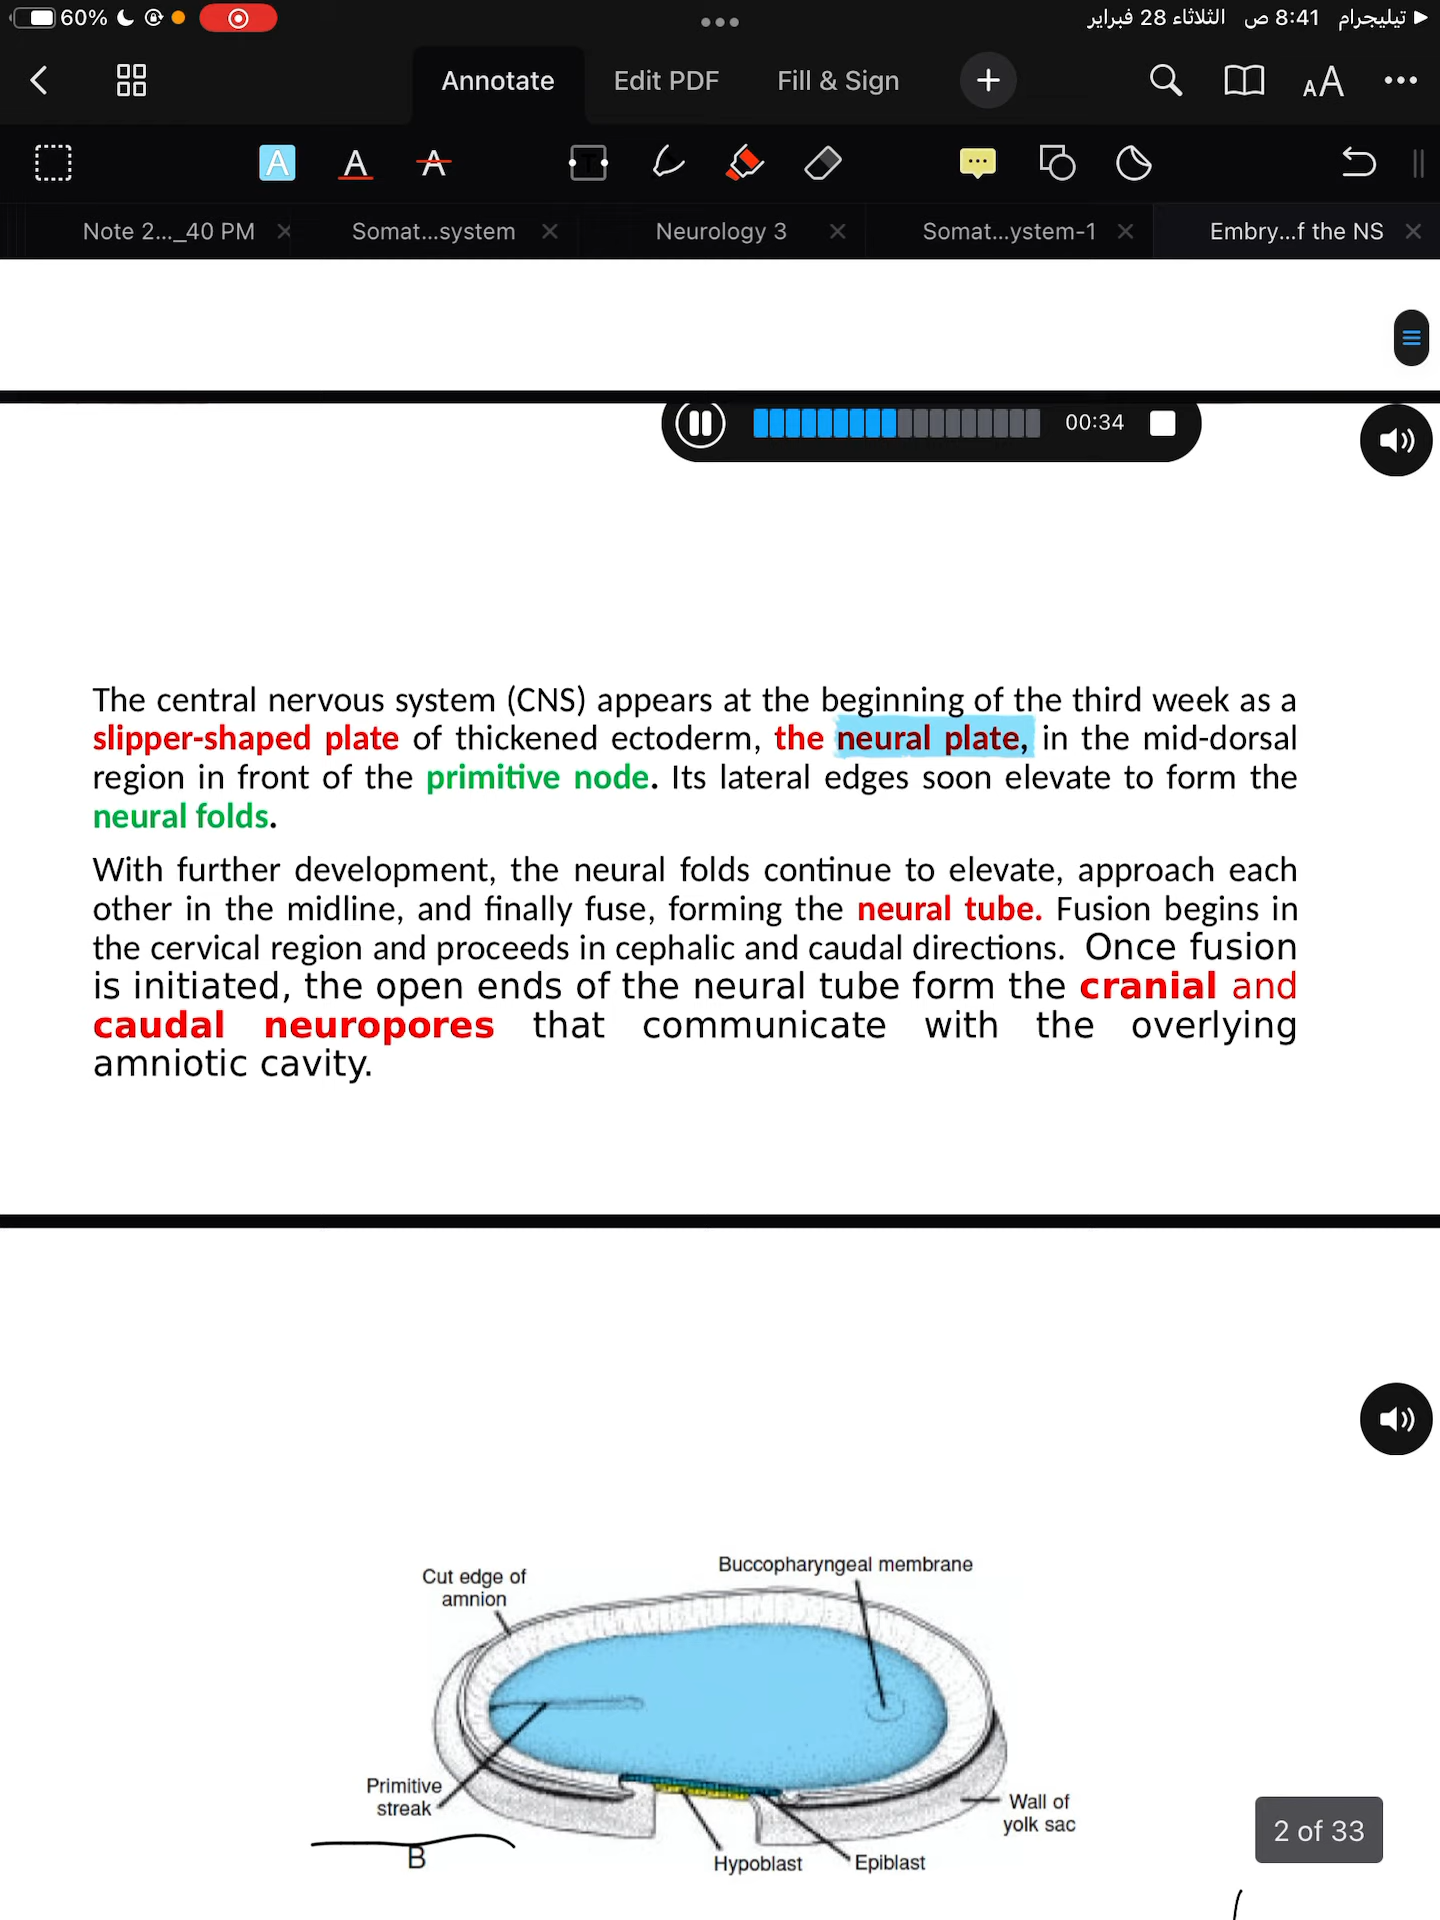 60%
8:41 ص الثلاثاء 28 فبراير
تيليجرام
Annotate Edit PDF Fill & Sign
AA
A A A T
Note 2..._40 PM Somat...system Neurology 3 Somat...ystem-1 Embry...f the NS
00:34
The central nervous system (CNS) appears at the beginning of the third week as a
slipper-shaped plate of thickened ectoderm, the neural plate, in the mid-dorsal
region in front of the primitive node. Its lateral edges soon elevate to form the
neural folds.
With further development, the neural folds continue to elevate, approach each
other in the midline, and finally fuse, forming the neural tube. Fusion begins in
the cervical region and proceeds in cephalic and caudal directions. Once fusion
is initiated, the open ends of the neural tube form the cranial and
caudal neuropores that communicate with the overlying
amniotic cavity.
Buccopharyngeal membrane
Cut edge of
amnion
Primitive
streak
Wall of
yolk sac
B
Hypoblast
Epiblast
2 of 33